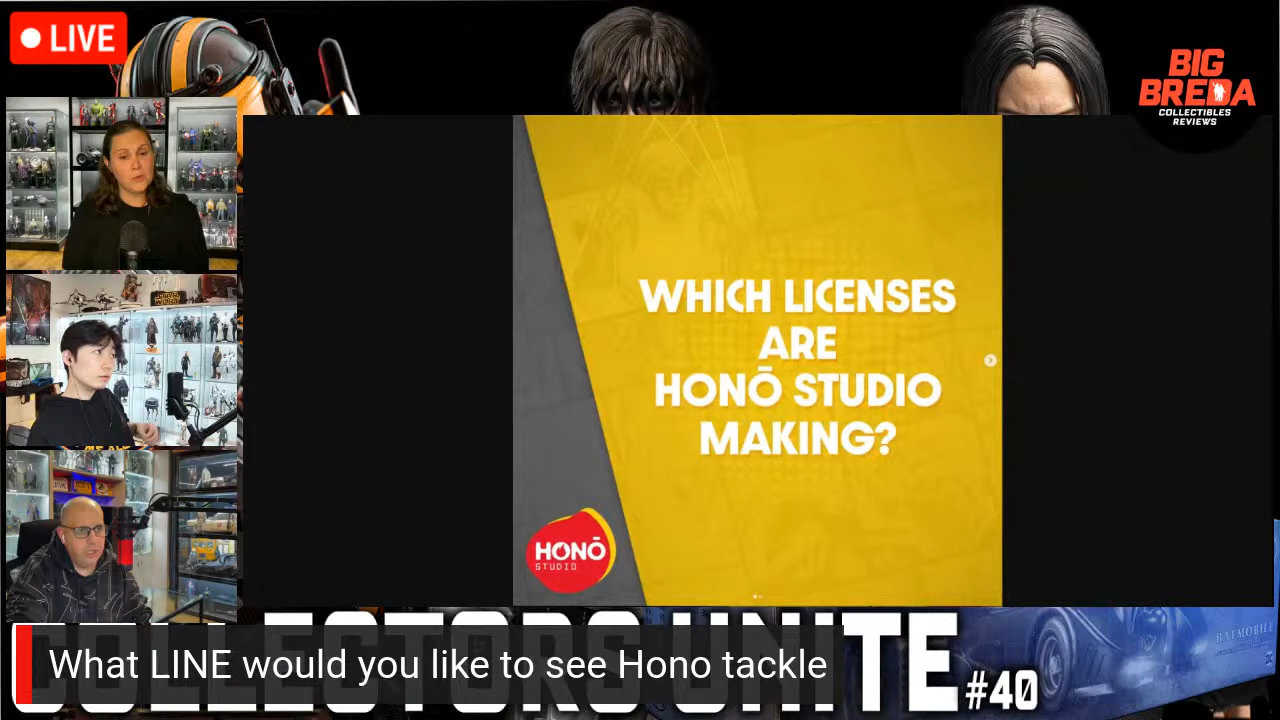 LIVE
BIG
BREDA
COLLECTIBLES
REVIEWS
WHICH LICENSES
ARE
HONŌ STUDIO
MAKING?
HONŌ
STUDIO
COLLECTORS UNITE #40
BATMOBILE
What LINE would you like to see Hono tackle